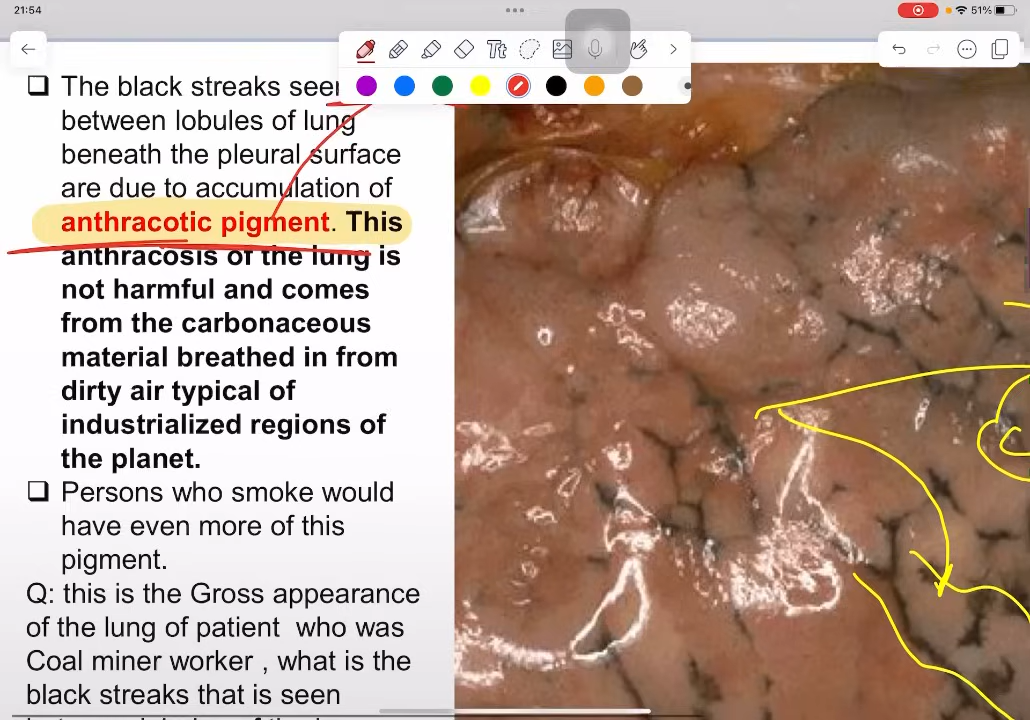 21:54
51%
Tt
❑ The black streaks seen
between lobules of lung
beneath the pleural surface
are due to accumulation of
anthracotic pigment. This
anthracosis of the lung is
not harmful and comes
from the carbonaceous
material breathed in from
dirty air typical of
industrialized regions of
the planet.
❑ Persons who smoke would
have even more of this
pigment.
Q: this is the Gross appearance
of the lung of patient who was
Coal miner worker , what is the
black streaks that is seen